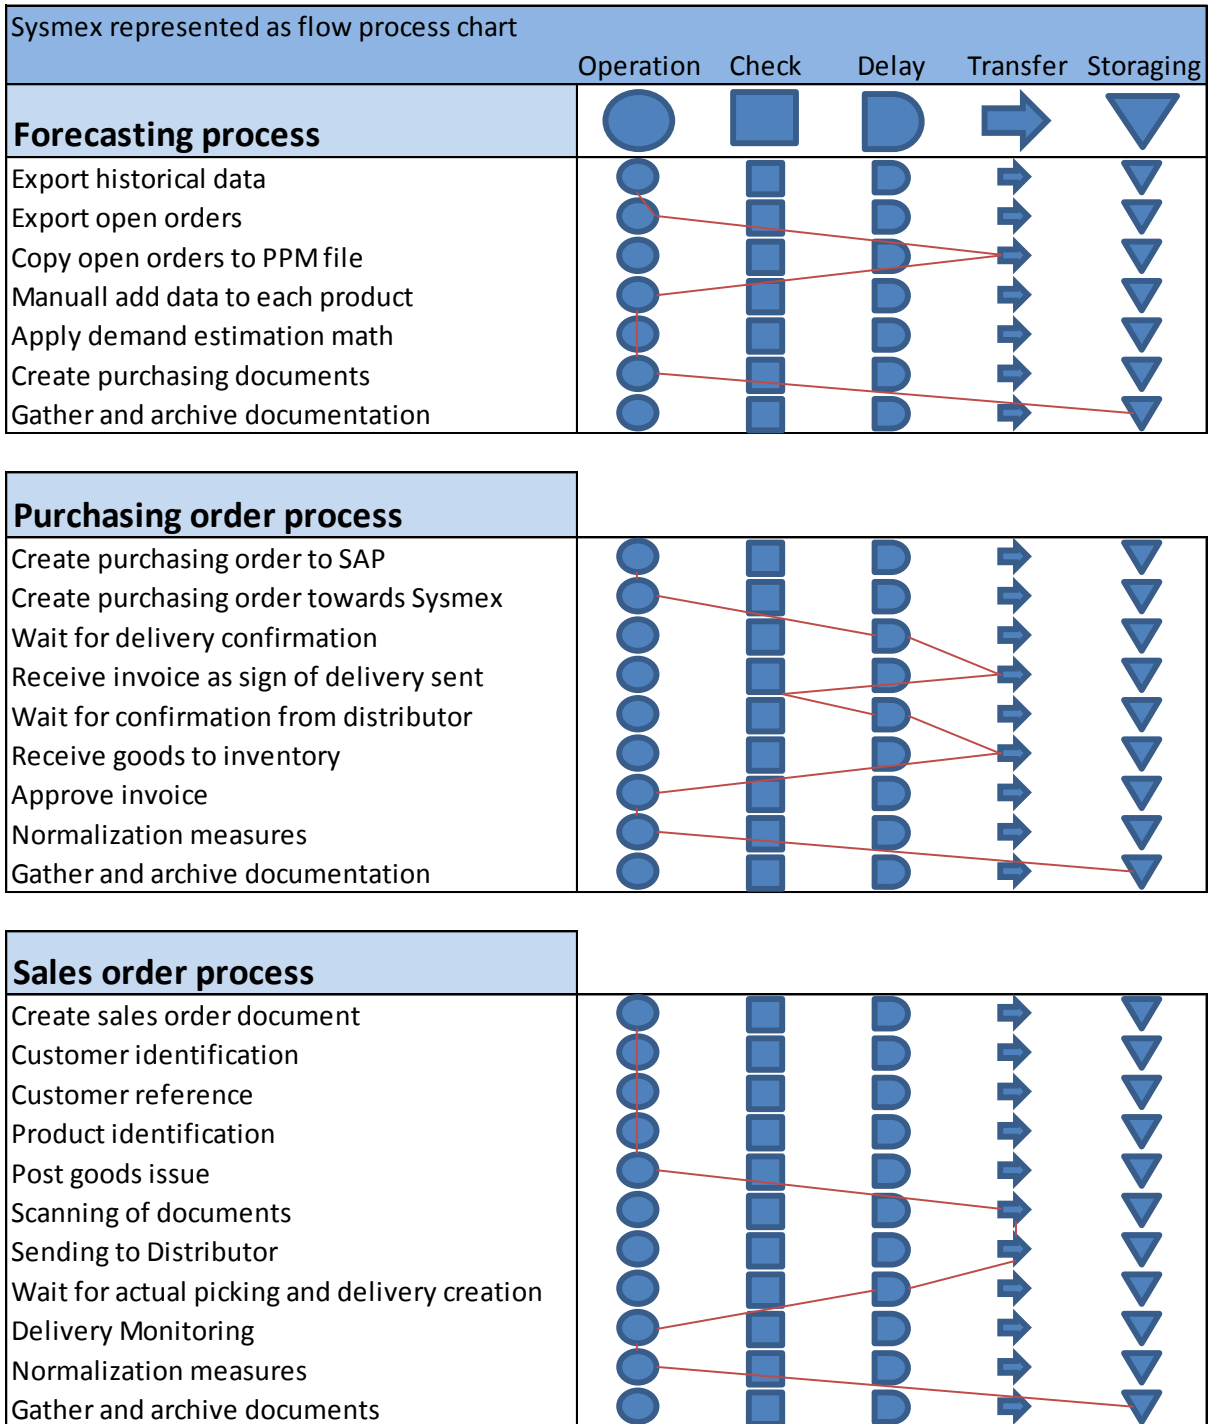 Sysmex represented as flow process chart
Operation Check Delay Transfer Storaging
Forecasting process
Export historical data
Export open orders
Copy open orders to PPM file
Manuall add data to each product
Apply demand estimation math
Create purchasing documents
Gather and archive documentation
Purchasing order process
Create purchasing order to SAP
Create purchasing order towards Sysmex
Wait for delivery confirmation
Receive invoice as sign of delivery sent
Wait for confirmation from distributor
Receive goods to inventory
Approve invoice
Normalization measures
Gather and archive documentation
Sales order process
Create sales order document
Customer identification
Customer reference
Product identification
Post goods issue
Scanning of documents
Sending to Distributor
Wait for actual picking and delivery creation
Delivery Monitoring
Normalization measures
Gather and archive documents